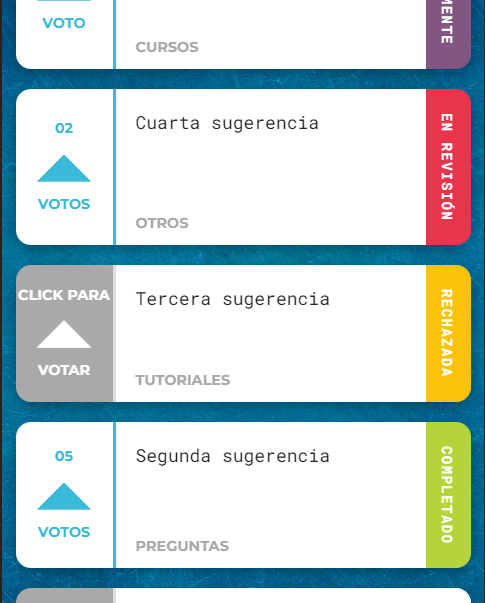 VOTO
CURSOS
MENTE
02
VOTOS
Cuarta sugerencia
OTROS
EN REVISIÓN
CLICK PARA
VOTAR
Tercera sugerencia
TUTORIALES
RECHAZADA
05
VOTOS
Segunda sugerencia
PREGUNTAS
COMPLETADO